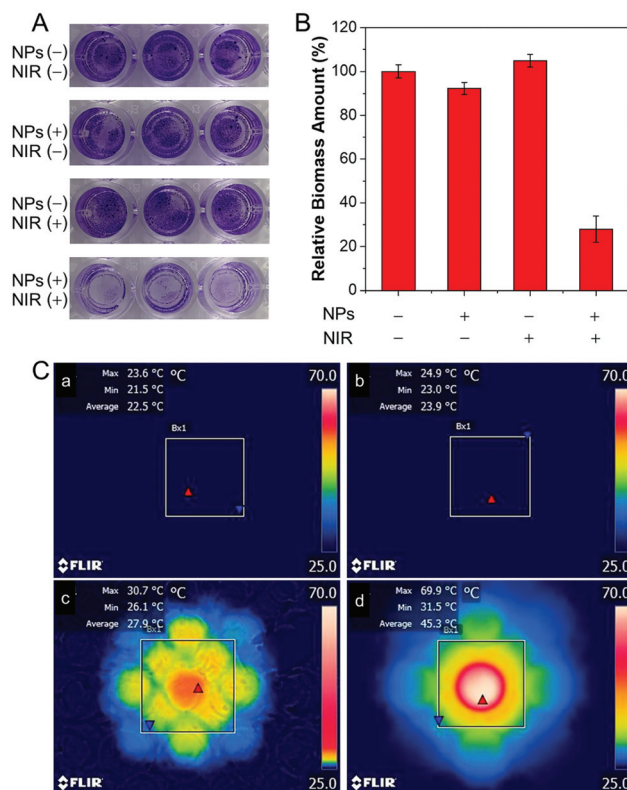 A
NPs (−)
NIR (−)
NPs (+)
NIR (−)
NPs (−)
NIR (+)
NPs (+)
NIR (+)
B
Relative Biomass Amount (%)
120
100
80
60
40
20
0
NPs − + − +
NIR − − + +
C
a
Max 23.6 °C °C
Min 21.5 °C
Average 22.5 °C
70.0
Bx1
FLIR
25.0
b
Max 24.9 °C °C
Min 23.0 °C
Average 23.9 °C
70.0
Bx1
FLIR
25.0
c
Max 30.7 °C °C
Min 26.1 °C
Average 27.9 °C
70.0
Bx1
FLIR
25.0
d
Max 69.9 °C °C
Min 31.5 °C
Average 45.3 °C
70.0
Bx1
FLIR
25.0